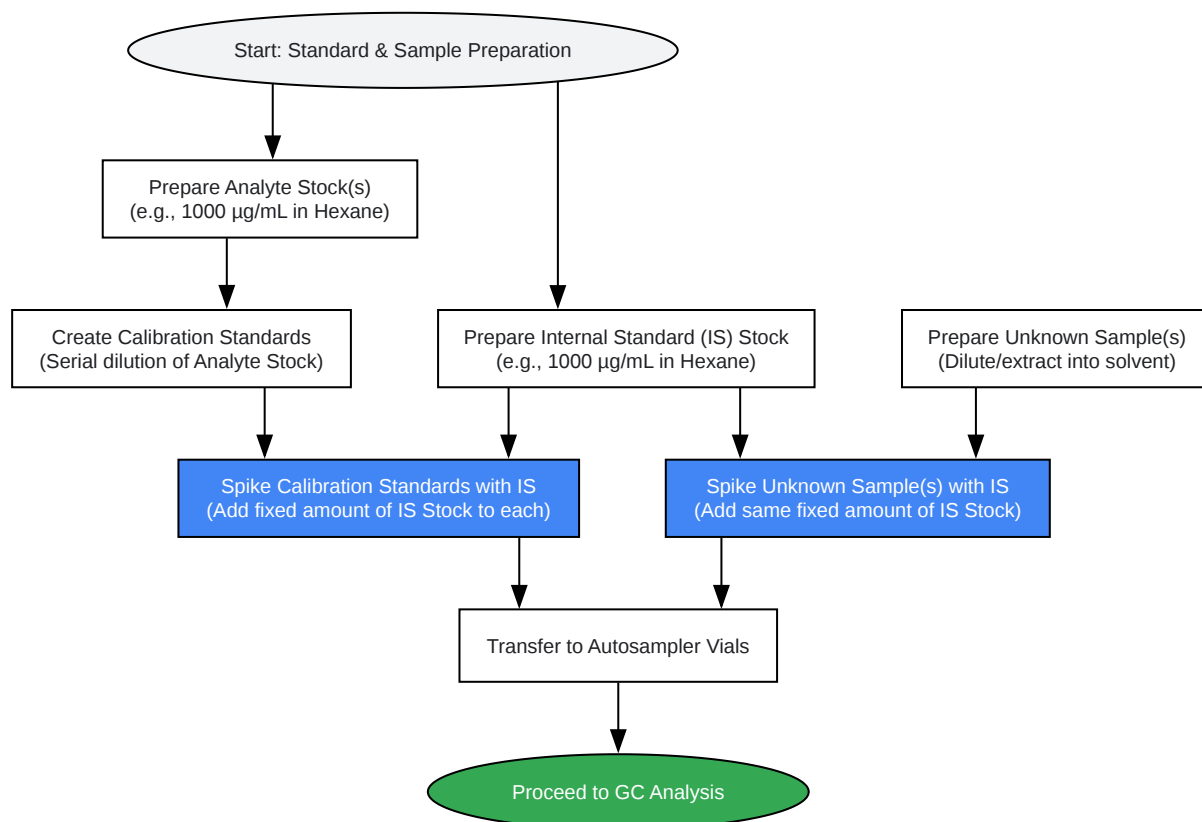 Start: Standard & Sample Preparation
Prepare Analyte Stock(s)
(e.g., 1000 µg/mL in Hexane)
Create Calibration Standards
(Serial dilution of Analyte Stock)
Prepare Internal Standard (IS) Stock
(e.g., 1000 µg/mL in Hexane)
Prepare Unknown Sample(s)
(Dilute/extract into solvent)
Spike Calibration Standards with IS
(Add fixed amount of IS Stock to each)
Spike Unknown Sample(s) with IS
(Add same fixed amount of IS Stock)
Transfer to Autosampler Vials
Proceed to GC Analysis